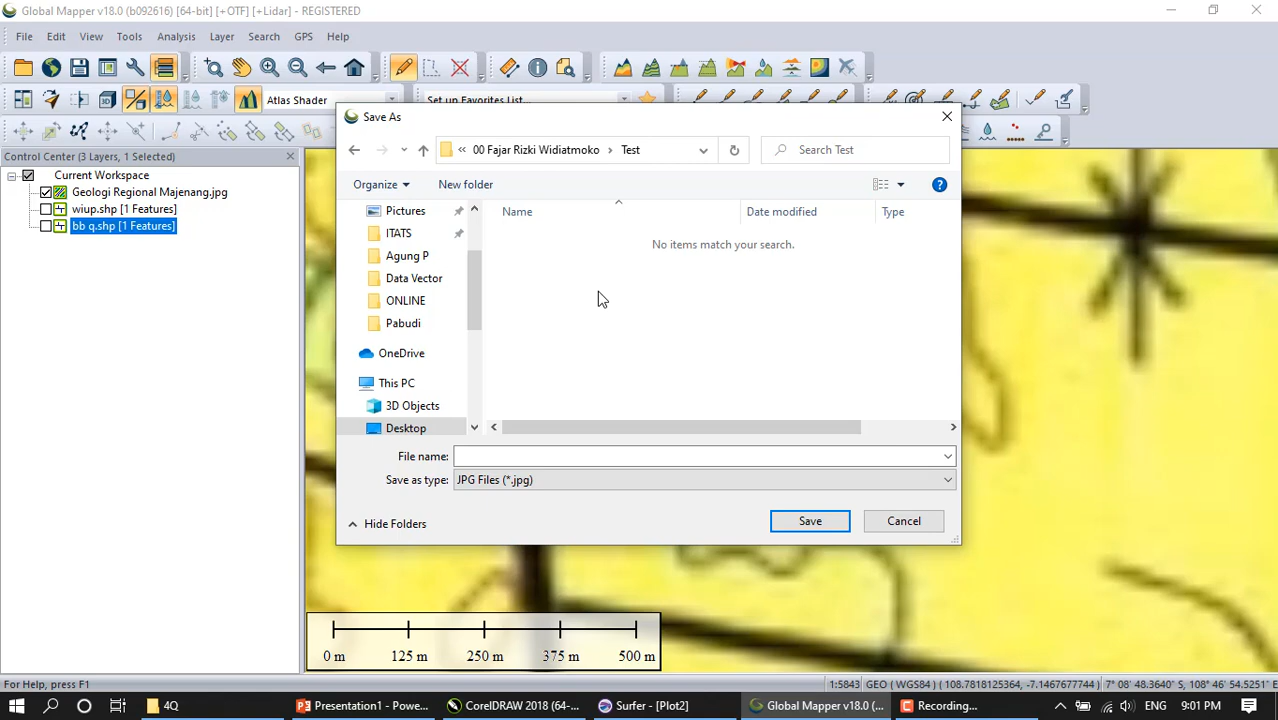 Global Mapper v18.0 (b092616) [64-bit] [+OTF] [+Lidar] - REGISTERED
File Edit View Tools Analysis Layer Search GPS Help
Atlas Shader
Set up Favorites List...
Control Center (3 Layers, 1 Selected)
Current Workspace
Geologi Regional Majenang.jpg
wiup.shp [1 Features]
bb q.shp [1 Features]
Save As
« 00 Fajar Rizki Widiatmoko › Test
Search Test
Organize
New folder
Name
Date modified
Type
No items match your search.
Pictures
ITATS
Agung P
Data Vector
ONLINE
Pabudi
OneDrive
This PC
3D Objects
Desktop
File name:
Save as type:
JPG Files (*.jpg)
Hide Folders
Save
Cancel
0 m 125 m 250 m 375 m 500 m
For Help, press F1
1:5843 GEO (WGS84) ( 108.7818125364, -7.1467677744) 7° 08' 48.3640" S, 108° 46' 54.5251"
4Q
Presentation1 - Powe...
CorelDRAW 2018 (64-...
Surfer - [Plot2]
Global Mapper v18.0 (...
Recording...
ENG
9:01 PM